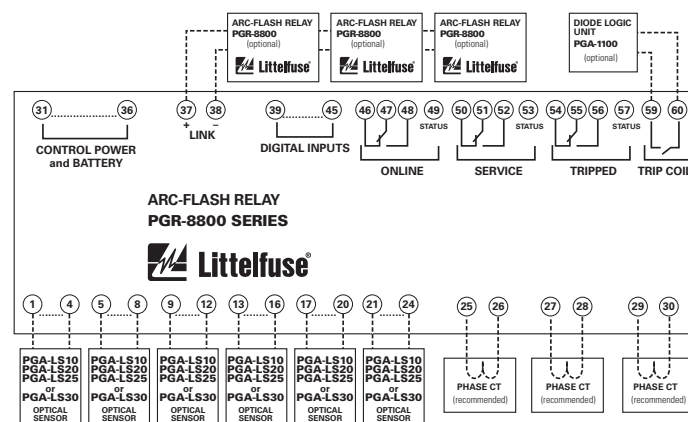 ARC-FLASH RELAY
PGR-8800
(optional)
Littelfuse
ARC-FLASH RELAY
PGR-8800
(optional)
Littelfuse
ARC-FLASH RELAY
PGR-8800
(optional)
Littelfuse
DIODE LOGIC
UNIT
PGA-1100
(optional)
31 36 37 38 39 45 46 47 48 49 50 51 52 53 54 55 56 57 59 60
+ –
LINK
CONTROL POWER
and BATTERY
DIGITAL INPUTS
STATUS
ONLINE
STATUS
SERVICE
STATUS
TRIPPED
TRIP COIL
ARC-FLASH RELAY
PGR-8800 SERIES
Littelfuse®
1 4 5 8 9 12 13 16 17 20 21 24 25 26 27 28 29 30
PGA-LS10
PGA-LS20
PGA-LS25
or
PGA-LS30
OPTICAL
SENSOR
PGA-LS10
PGA-LS20
PGA-LS25
or
PGA-LS30
OPTICAL
SENSOR
PGA-LS10
PGA-LS20
PGA-LS25
or
PGA-LS30
OPTICAL
SENSOR
PGA-LS10
PGA-LS20
PGA-LS25
or
PGA-LS30
OPTICAL
SENSOR
PGA-LS10
PGA-LS20
PGA-LS25
or
PGA-LS30
OPTICAL
SENSOR
PGA-LS10
PGA-LS20
PGA-LS25
or
PGA-LS30
OPTICAL
SENSOR
PHASE CT
(recommended)
PHASE CT
(recommended)
PHASE CT
(recommended)